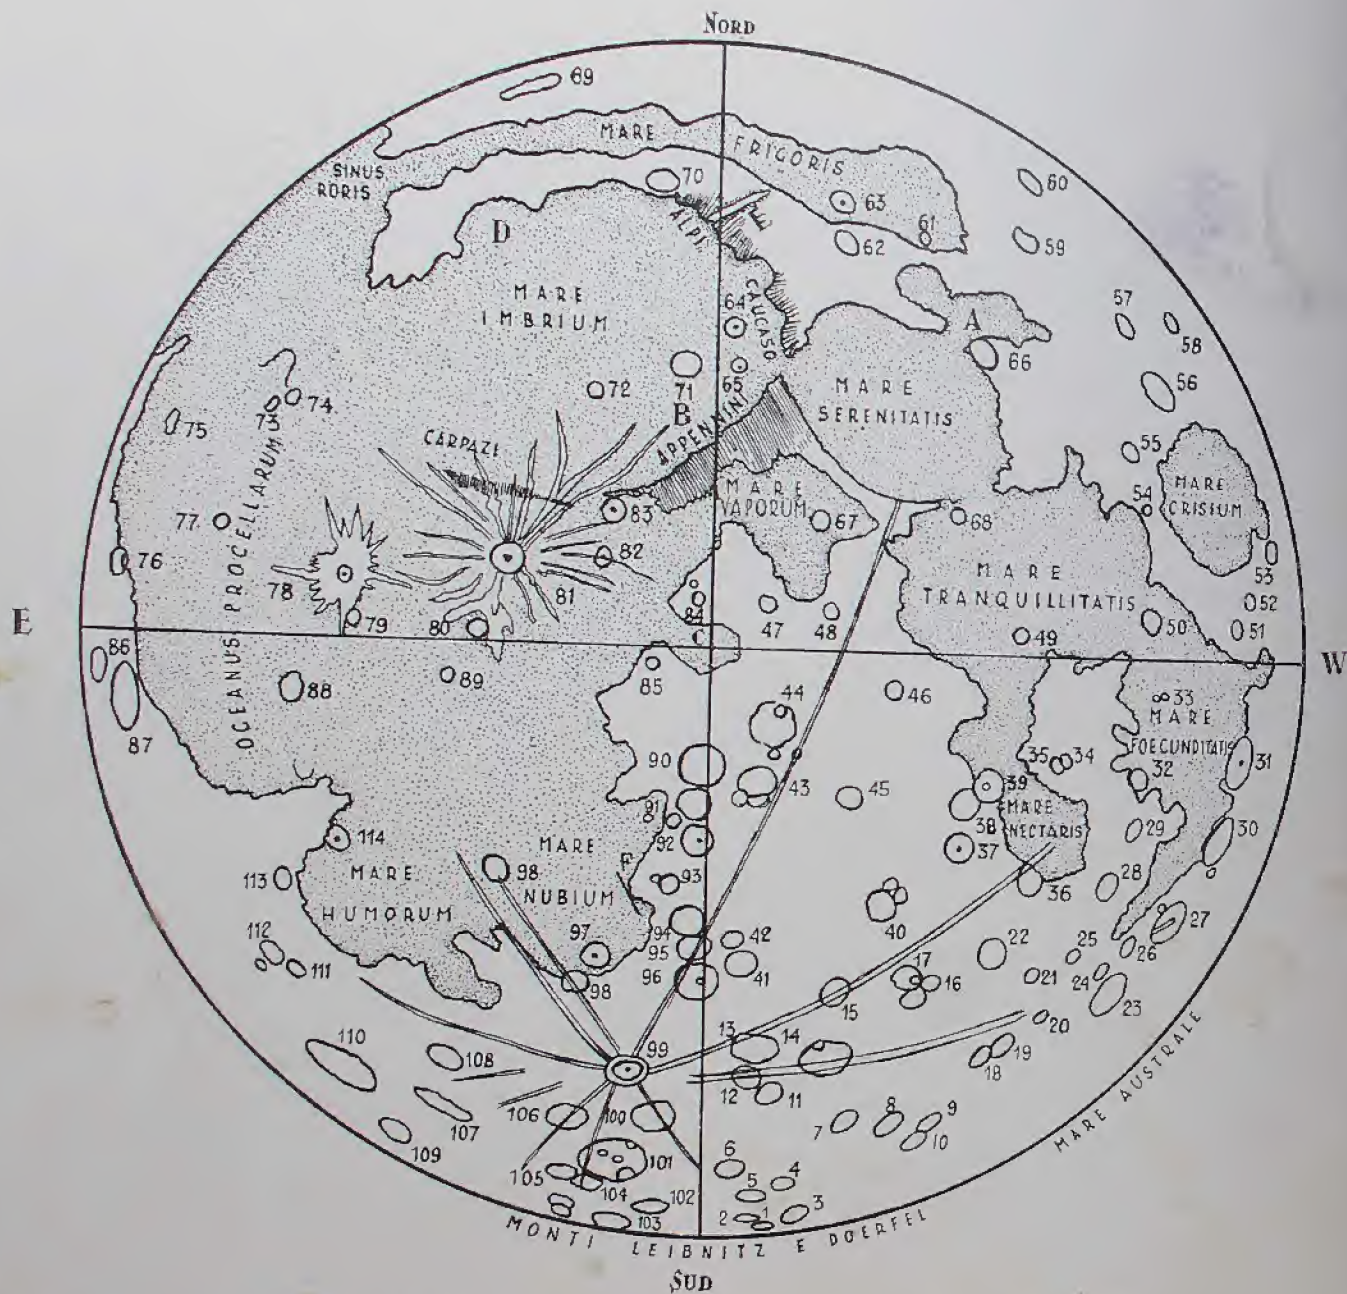 NORD
69
MARE
FRIGORIS
SINUS
RORIS
70
60
63
61
ALPI
E
62
59
D
MARE
IMBRIUM
CAUCASO
64
A
57
58
66
71
65
72
MARE
SERENITATIS
56
73
74
75
B
APPENNINI
CARPAZI
55
MARE
CRISIUM
54
MARE
VAPORUM
67
68
83
77
OCEANUS PROCELLARUM
76
82
53
78
81
MARE
TRANQUILLITATIS
84
79
80
47
48
52
C
49
50
51
E
W
86
85
88
89
44
46
33
MARE
FOECUNDITATIS
87
90
35
34
31
43
45
39
32
91
MARE
NECTARIS
38
92
29
30
114
MARE
NUBIUM
37
98
F
MARE
HUMORUM
113
93
36
28
40
94
42
27
97
95
22
25
26
112
17
111
98
96
41
16
21
24
23
15
20
13
14
110
108
99
19
18
MARE AUSTRALE
12
11
106
100
107
7
8
9
10
109
101
6
105
5
4
104
102
103
2
1
3
MONTI LEIBNITZ E DOERFEL
SUD